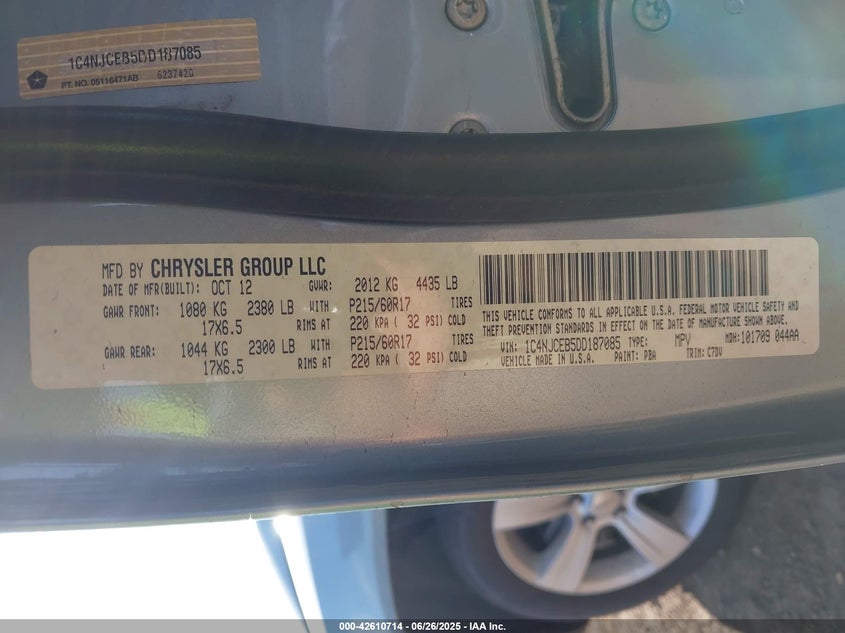 1C4NJCEB5DD187085
PT. NO. 05116471AB 6237420
MFD BY CHRYSLER GROUP LLC
DATE OF MFR(BUILT): OCT 12 GVWR: 2012 KG 4435 LB
GAWR FRONT: 1080 KG 2380 LB WITH P215/60R17 TIRES
17X6.5 RIMS AT 220 KPA ( 32 PSI) COLD
GAWR REAR: 1044 KG 2300 LB WITH P215/60R17 TIRES
17X6.5 RIMS AT 220 KPA ( 32 PSI) COLD
THIS VEHICLE CONFORMS TO ALL APPLICABLE U.S.A. FEDERAL MOTOR VEHICLE SAFETY AND
THEFT PREVENTION STANDARDS IN EFFECT ON THE DATE OF MANUFACTURE SHOWN ABOVE.
VIN: 1C4NJCEB5DD187085 TYPE: MPV MDH: 101709 044AA
VEHICLE MADE IN U.S.A. PAINT: PBA TRIM: C7DV
000-42610714 - 06/26/2025 - IAA Inc.